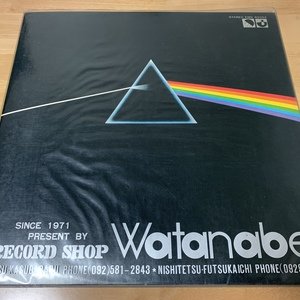 SINCE 1971
PRESENT BY
RECORD SHOP Watanabe
PHONE (092) 581-2843 * NISHITETSU-FUTSUKAICHI PHONE (092